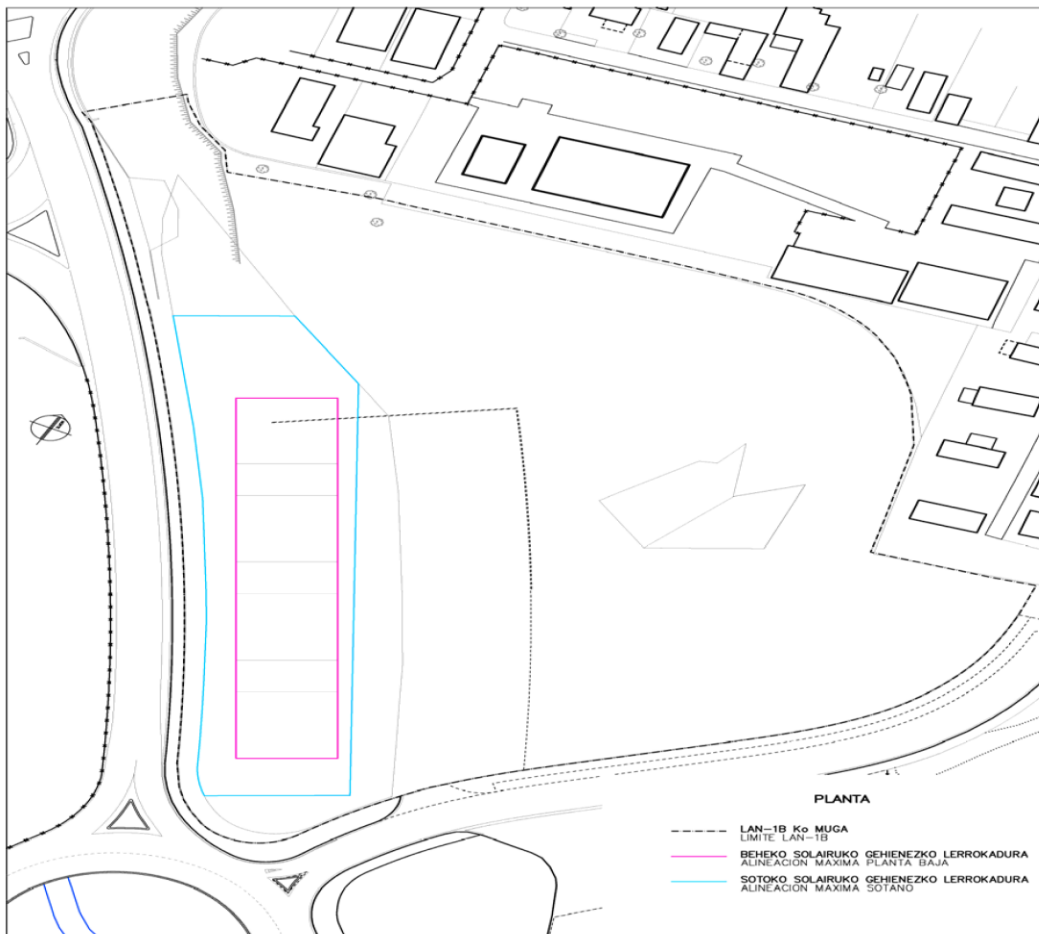 PLANTA
LAN-1B Ko MUGA
LIMITE LAN-1B
BEHEKO SOLAIRUKO GEHIENEZKO LERROKADURA
ALINEACION MAXIMA PLANTA BAJA
SOTOKO SOLAIRUKO GEHIENEZKO LERROKADURA
ALINEACION MAXIMA SOTANO